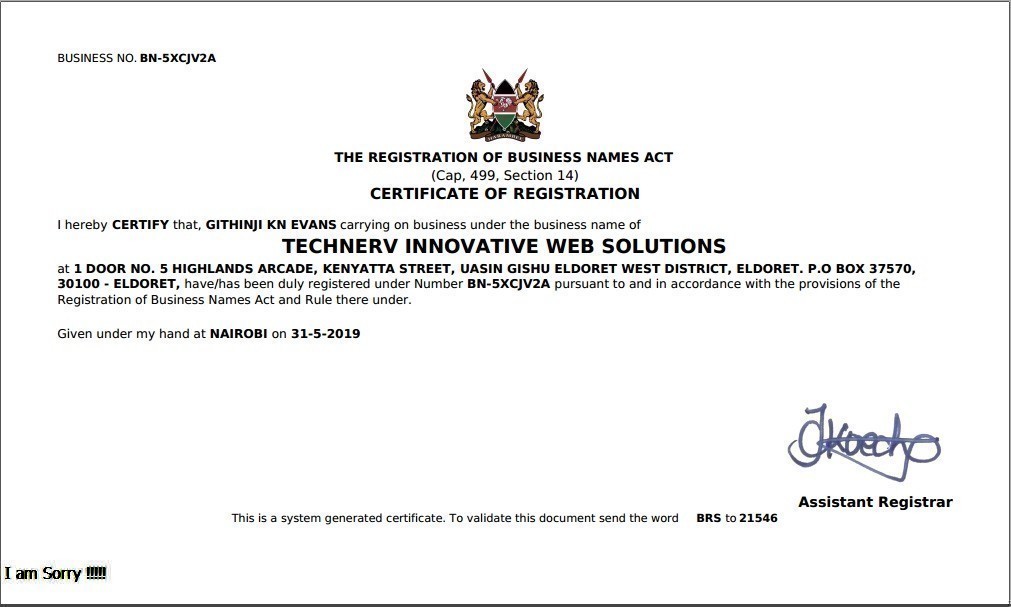 BUSINESS NO. BN-5XCJV2A
HARAMBEE
THE REGISTRATION OF BUSINESS NAMES ACT
(Cap, 499, Section 14)
CERTIFICATE OF REGISTRATION
I hereby CERTIFY that, GITHINJI KN EVANS carrying on business under the business name of
TECHNERV INNOVATIVE WEB SOLUTIONS
at 1 DOOR NO. 5 HIGHLANDS ARCADE, KENYATTA STREET, UASIN GISHU ELDORET WEST DISTRICT, ELDORET. P.O BOX 37570,
30100 - ELDORET, have/has been duly registered under Number BN-5XCJV2A pursuant to and in accordance with the provisions of the
Registration of Business Names Act and Rule there under.
Given under my hand at NAIROBI on 31-5-2019
Assistant Registrar
This is a system generated certificate. To validate this document send the word BRS to 21546
I am Sorry !!!!!